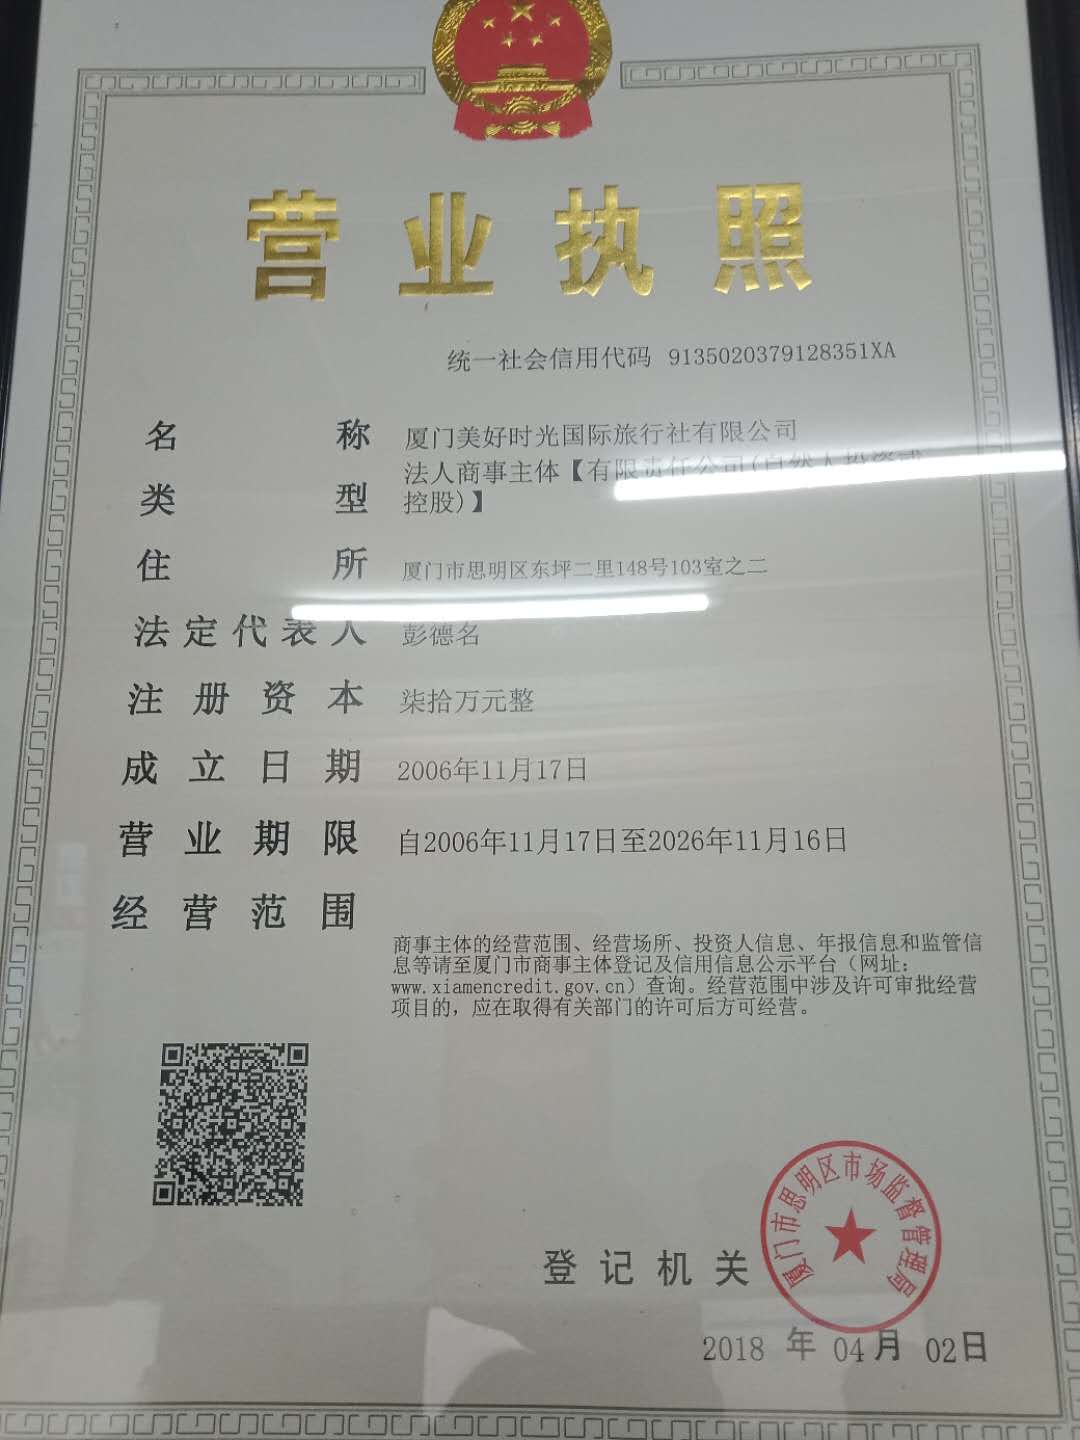 营业执照
统一社会信用代码 9135020379128351XA
名称 厦门美好时光国际旅行社有限公司
类型 法人商事主体【有限责任公司(自然人投资或
控股)】
住所 厦门市思明区东坪二里148号103室之二
法定代表人 彭德名
注册资本 柒拾万元整
成立日期 2006年11月17日
营业期限 自2006年11月17日至2026年11月16日
经营范围
商事主体的经营范围、经营场所、投资人信息、年报信息和监管信
息等请至厦门市商事主体登记及信用信息公示平台（网址：
www.xiamencredit.gov.cn）查询。经营范围中涉及许可审批经营
项目的，应在取得有关部门的许可后方可经营。
厦门市思明区市场监督管理局
登记机关
2018 年 04 月 02 日